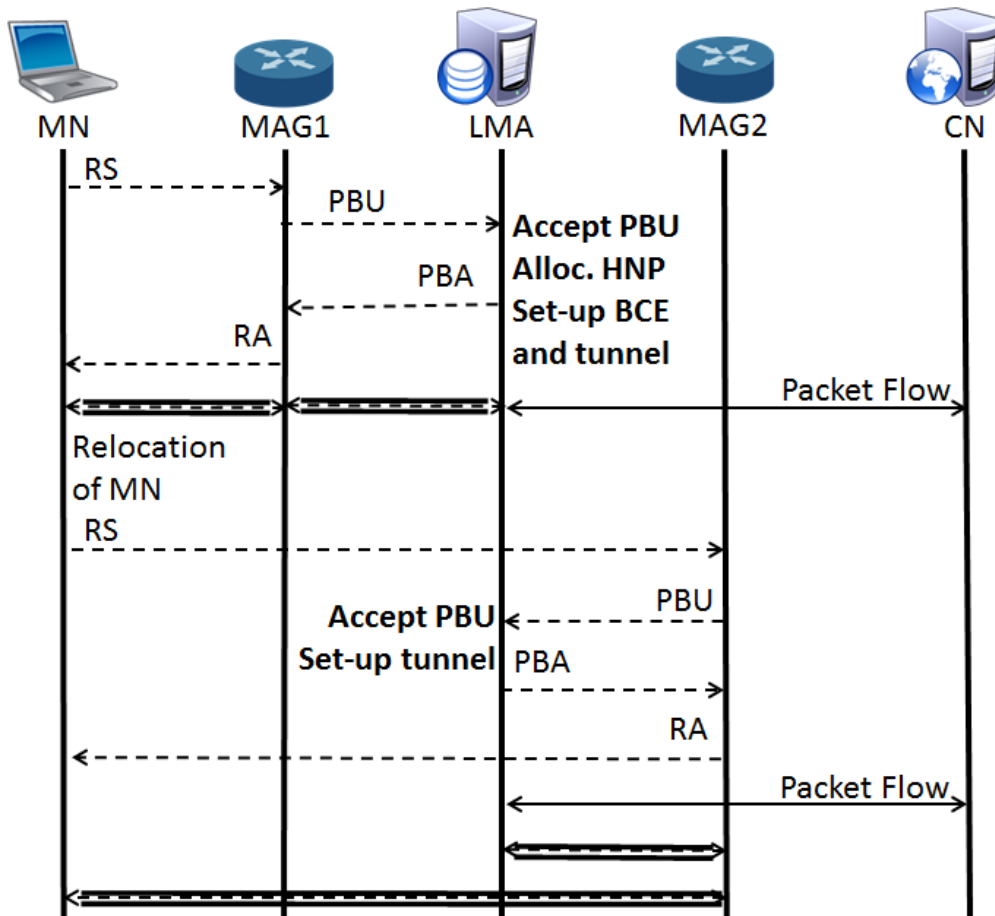 MN
MAG1
LMA
MAG2
CN
RS
PBU
Accept PBU
Alloc. HNP
Set-up BCE
and tunnel
PBA
RA
Packet Flow
Relocation
of MN
RS
PBU
Accept PBU
Set-up tunnel
PBA
RA
Packet Flow